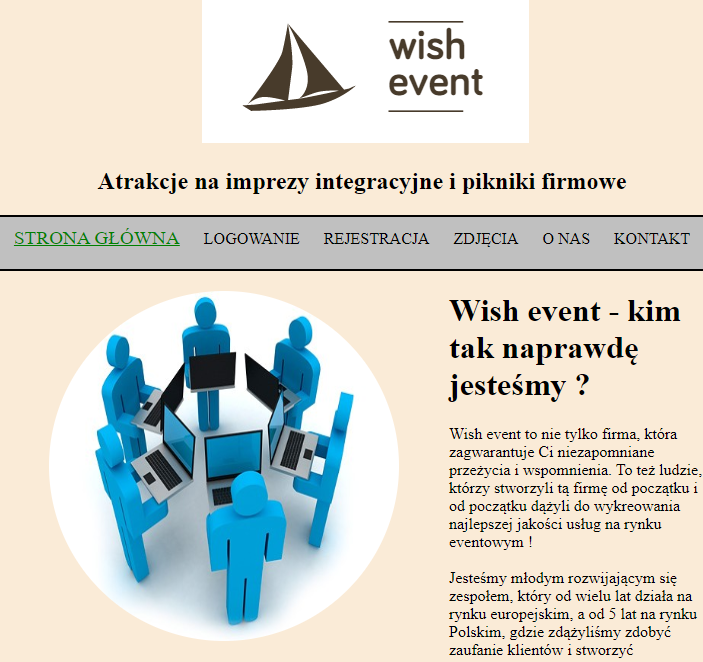 wish
event
Atrakcje na imprezy integracyjne i pikniki firmowe
STRONA GŁÓWNA LOGOWANIE REJESTRACJA ZDJĘCIA O NAS KONTAKT
Wish event - kim
tak naprawdę
jesteśmy ?
Wish event to nie tylko firma, która
zagwarantuje Ci niezapomniane
przeżycia i wspomnienia. To też ludzie,
którzy stworzyli tą firmę od początku i
od początku dążyli do wykreowania
najlepszej jakości usług na rynku
eventowym !
Jesteśmy młodym rozwijającym się
zespołem, który od wielu lat działa na
rynku europejskim, a od 5 lat na rynku
Polskim, gdzie zdążyliśmy zdobyć
zaufanie klientów i stworzyć